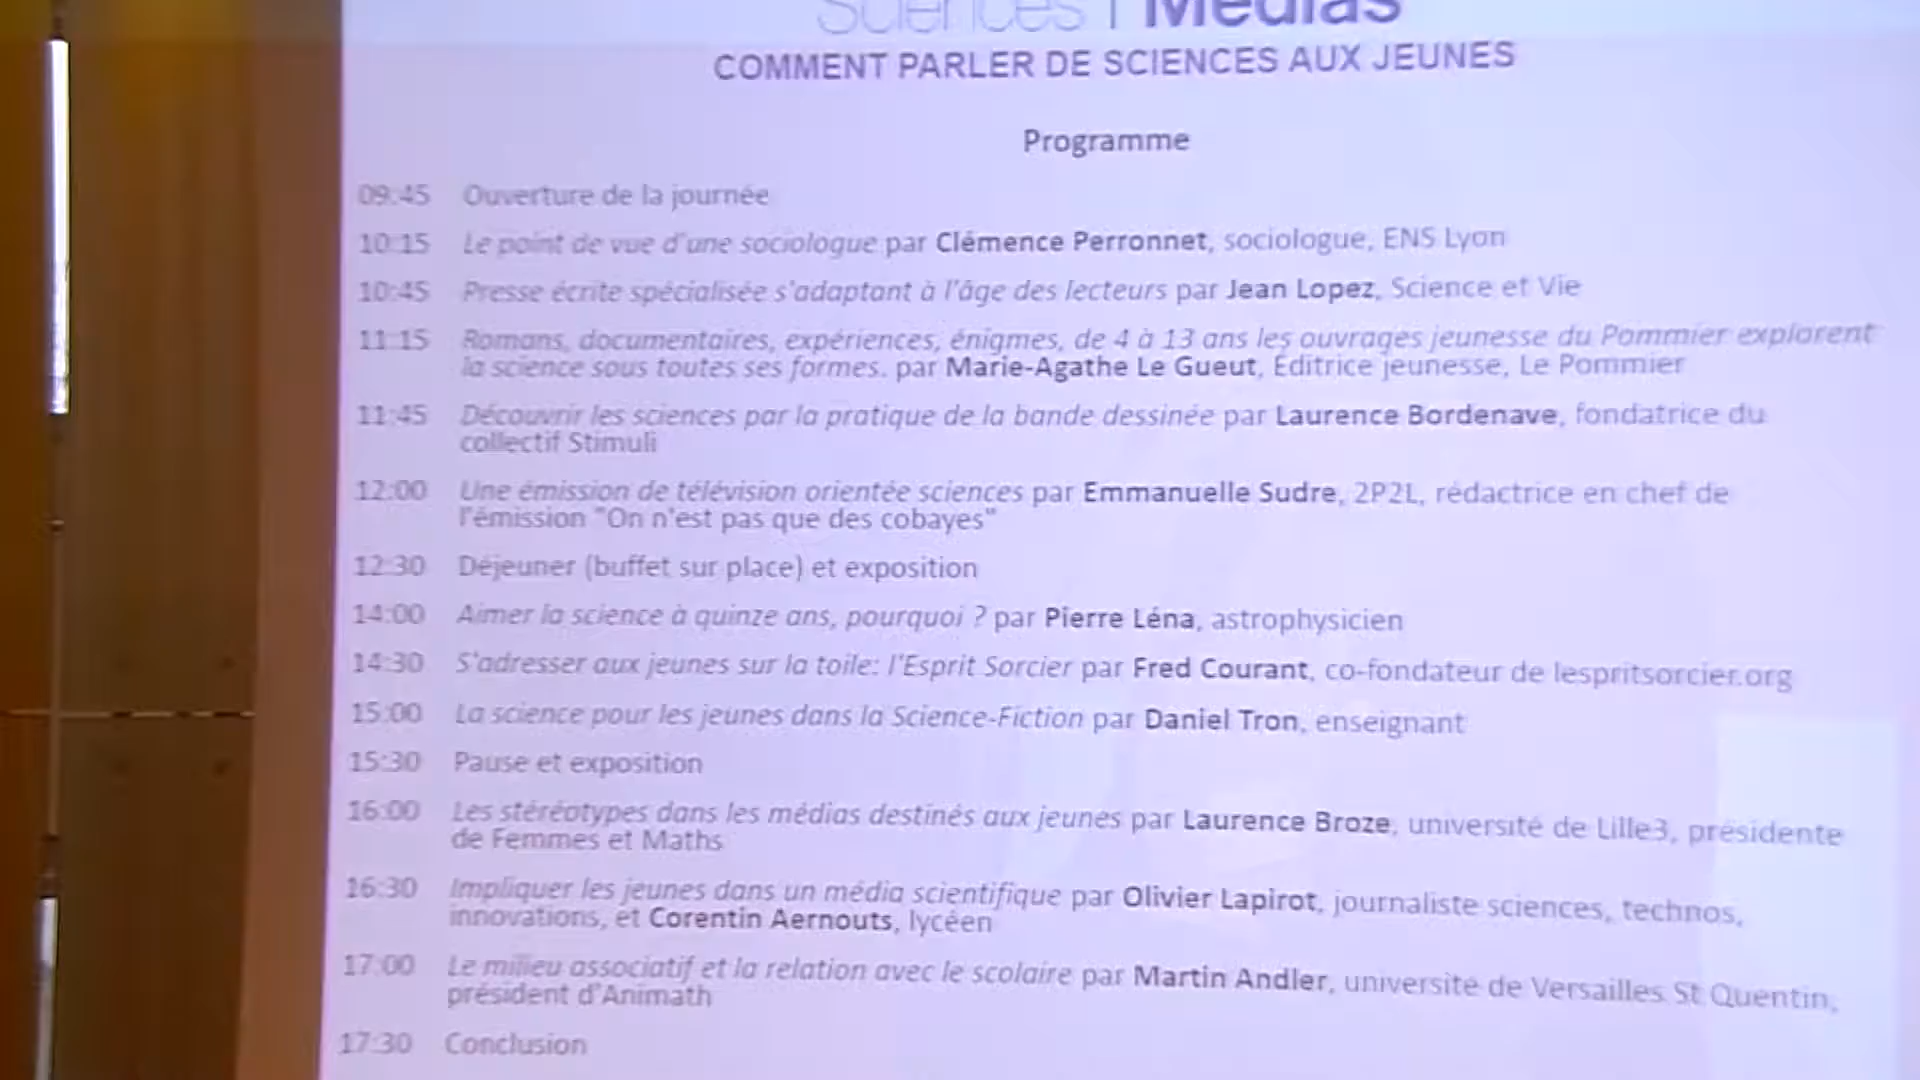 Sciences | Médias
COMMENT PARLER DE SCIENCES AUX JEUNES
Programme
09:45 Ouverture de la journée
10:15 Le point de vue d'une sociologue par Clémence Perronnet, sociologue, ENS Lyon
10:45 Presse écrite spécialisée s'adaptant à l'âge des lecteurs par Jean Lopez, Science et Vie
11:15 Romans, documentaires, expériences, énigmes, de 4 à 13 ans les ouvrages jeunesse du Pommier explorent
la science sous toutes ses formes. par Marie-Agathe Le Gueut, Editrice jeunesse, Le Pommier
11:45 Découvrir les sciences par la pratique de la bande dessinée par Laurence Bordenave, fondatrice du
collectif Stimuli
12:00 Une émission de télévision orientée sciences par Emmanuelle Sudre, 2P2L, rédactrice en chef de
l'émission "On n'est pas que des cobayes"
12:30 Déjeuner (buffet sur place) et exposition
14:00 Aimer la science à quinze ans, pourquoi ? par Pierre Léna, astrophysicien
14:30 S'adresser aux jeunes sur la toile: l'Esprit Sorcier par Fred Courant, co-fondateur de lespritsorcier.org
15:00 La science pour les jeunes dans la Science-Fiction par Daniel Tron, enseignant
15:30 Pause et exposition
16:00 Les stéréotypes dans les médias destinés aux jeunes par Laurence Broze, université de Lille3, présidente
de Femmes et Maths
16:30 Impliquer les jeunes dans un média scientifique par Olivier Lapirot, journaliste sciences, technos,
innovations, et Corentin Aernouts, lycéen
17:00 Le milieu associatif et la relation avec le scolaire par Martin Andler, université de Versailles St Quentin,
président d'Animath
17:30 Conclusion